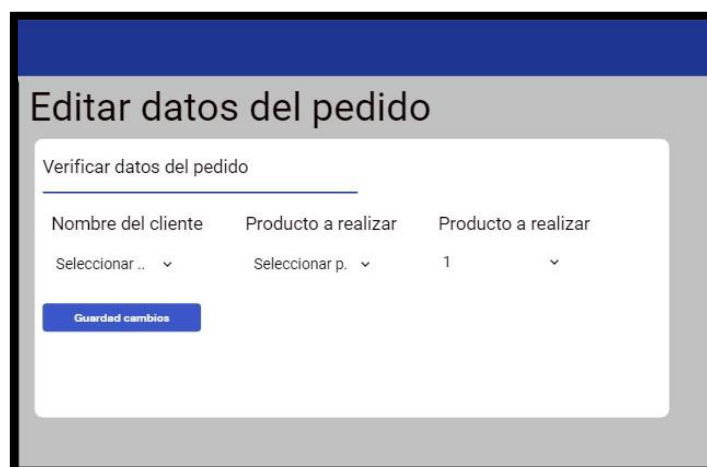 Editar datos del pedido
Verificar datos del pedido
Nombre del cliente Producto a realizar Producto a realizar
Seleccionar .. Seleccionar p. 1
Guardad cambios